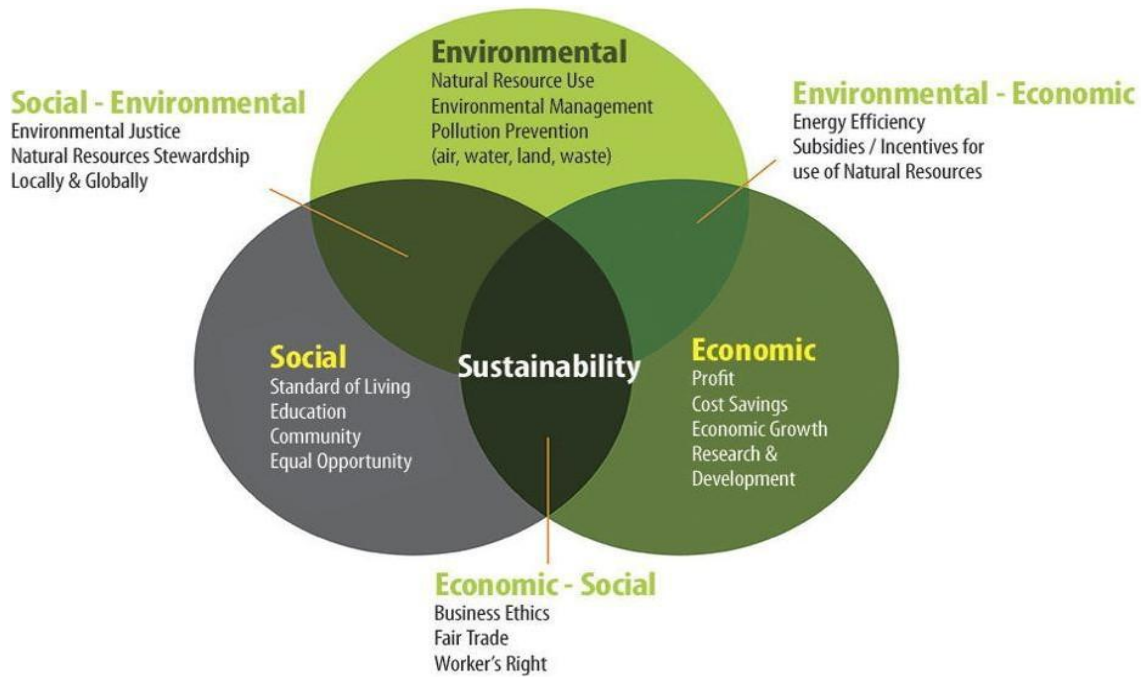 Environmental
Natural Resource Use
Environmental Management
Pollution Prevention
(air, water, land, waste)
Social - Environmental
Environmental Justice
Natural Resources Stewardship
Locally & Globally
Environmental - Economic
Energy Efficiency
Subsidies / Incentives for
use of Natural Resources
Social
Standard of Living
Education
Community
Equal Opportunity
Sustainability
Economic
Profit
Cost Savings
Economic Growth
Research &
Development
Economic - Social
Business Ethics
Fair Trade
Worker's Right